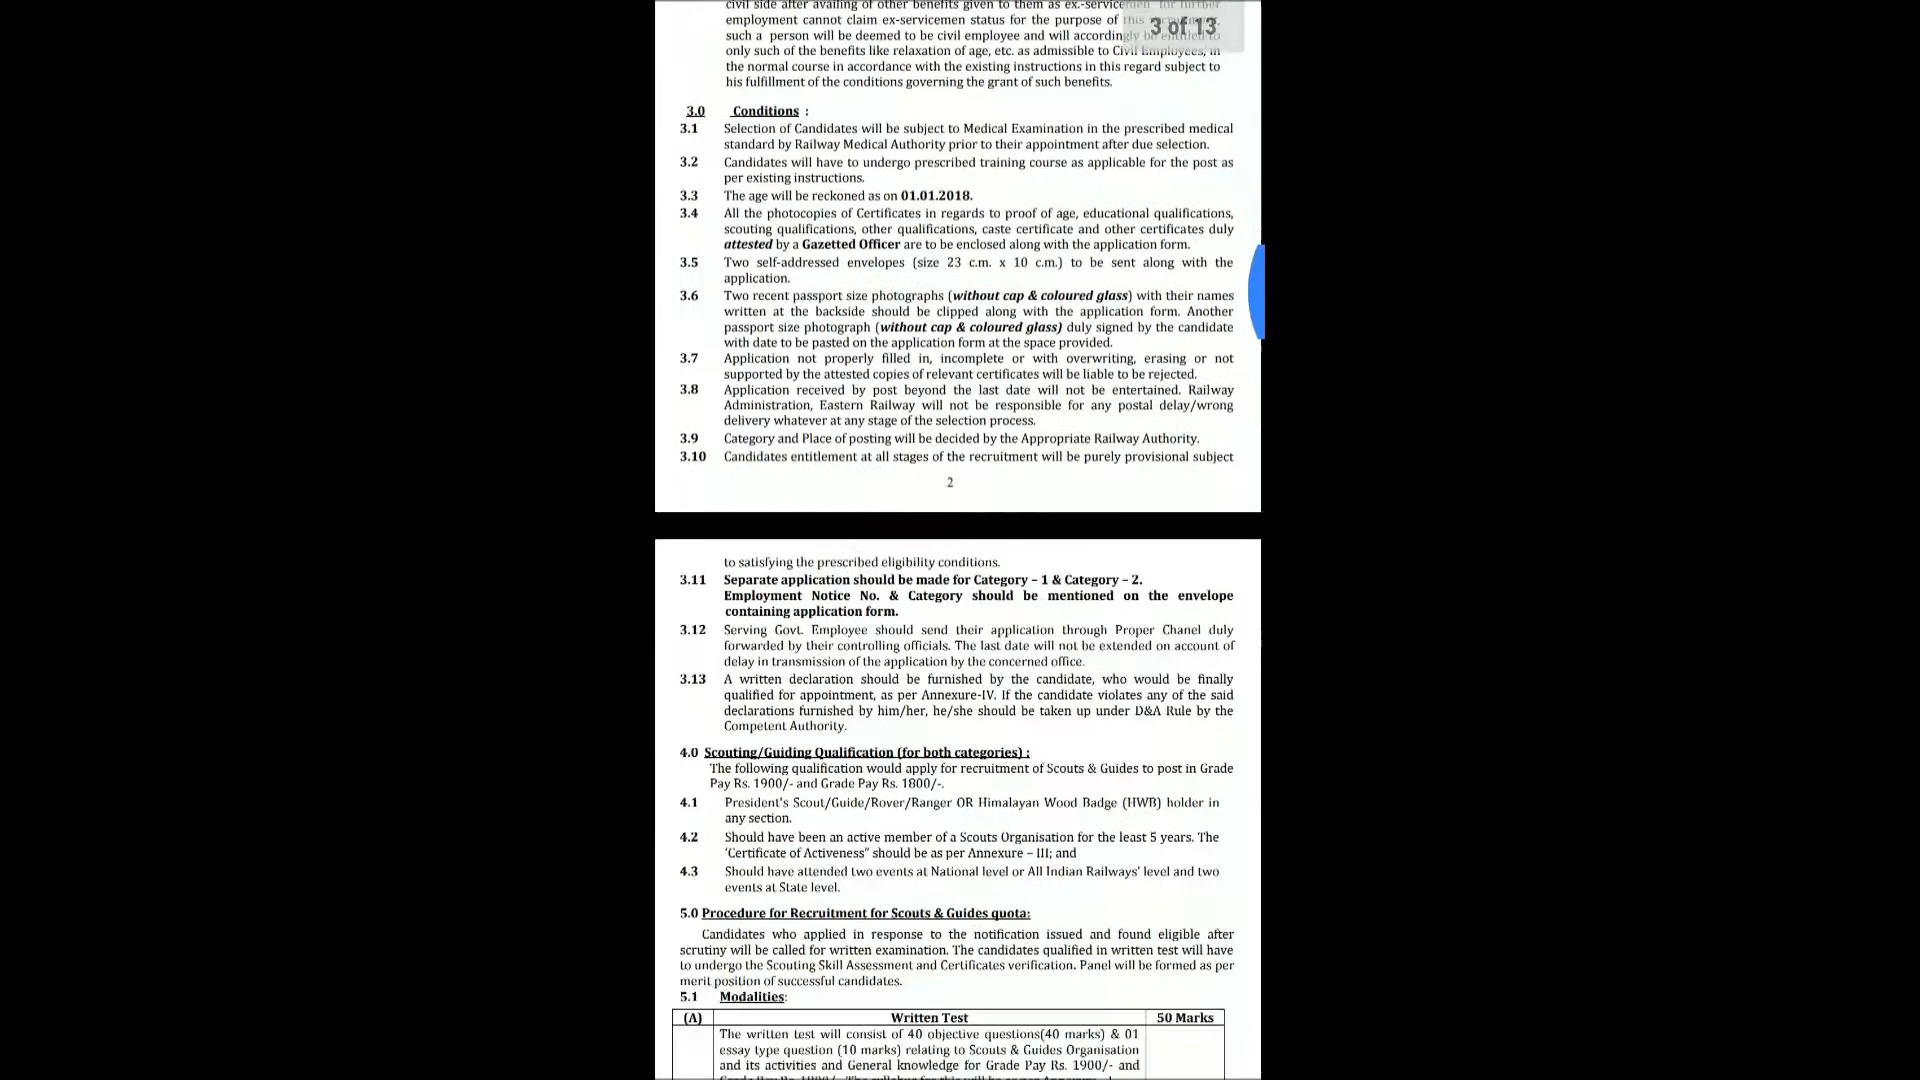 civil side after availing of other benefits given to them as ex.-servicemen for further
employment cannot claim ex-servicemen status for the purpose of this
3 of 13
such a person will be deemed to be civil employee and will accordingly be entitled to
only such of the benefits like relaxation of age, etc. as admissible to Civil Employees, in
the normal course in accordance with the existing instructions in this regard subject to
his fulfillment of the conditions governing the grant of such benefits.
3.0 Conditions :
3.1 Selection of Candidates will be subject to Medical Examination in the prescribed medical
standard by Railway Medical Authority prior to their appointment after due selection.
3.2 Candidates will have to undergo prescribed training course as applicable for the post as
per existing instructions.
3.3 The age will be reckoned as on 01.01.2018.
3.4 All the photocopies of Certificates in regards to proof of age, educational qualifications,
scouting qualifications, other qualifications, caste certificate and other certificates duly
attested by a Gazetted Officer are to be enclosed along with the application form.
3.5 Two self-addressed envelopes (size 23 c.m. x 10 c.m.) to be sent along with the
application.
3.6 Two recent passport size photographs (without cap & coloured glass) with their names
written at the backside should be clipped along with the application form. Another
passport size photograph (without cap & coloured glass) duly signed by the candidate
with date to be pasted on the application form at the space provided.
3.7 Application not properly filled in, incomplete or with overwriting, erasing or not
supported by the attested copies of relevant certificates will be liable to be rejected.
3.8 Application received by post beyond the last date will not be entertained. Railway
Administration, Eastern Railway will not be responsible for any postal delay/wrong
delivery whatever at any stage of the selection process.
3.9 Category and Place of posting will be decided by the Appropriate Railway Authority.
3.10 Candidates entitlement at all stages of the recruitment will be purely provisional subject
2
to satisfying the prescribed eligibility conditions.
3.11 Separate application should be made for Category – 1 & Category – 2.
Employment Notice No. & Category should be mentioned on the envelope
containing application form.
3.12 Serving Govt. Employee should send their application through Proper Chanel duly
forwarded by their controlling officials. The last date will not be extended on account of
delay in transmission of the application by the concerned office.
3.13 A written declaration should be furnished by the candidate, who would be finally
qualified for appointment, as per Annexure-IV. If the candidate violates any of the said
declarations furnished by him/her, he/she should be taken up under D&A Rule by the
Competent Authority.
4.0 Scouting/Guiding Qualification (for both categories) :
The following qualification would apply for recruitment of Scouts & Guides to post in Grade
Pay Rs. 1900/- and Grade Pay Rs. 1800/-.
4.1 President's Scout/Guide/Rover/Ranger OR Himalayan Wood Badge (HWB) holder in
any section.
4.2 Should have been an active member of a Scouts Organisation for the least 5 years. The
'Certificate of Activeness" should be as per Annexure – III; and
4.3 Should have attended two events at National level or All Indian Railways' level and two
events at State level.
5.0 Procedure for Recruitment for Scouts & Guides quota:
Candidates who applied in response to the notification issued and found eligible after
scrutiny will be called for written examination. The candidates qualified in written test will have
to undergo the Scouting Skill Assessment and Certificates verification. Panel will be formed as per
merit position of successful candidates.
5.1 Modalities:
(A) Written Test 50 Marks
The written test will consist of 40 objective questions(40 marks) & 01
essay type question (10 marks) relating to Scouts & Guides Organisation
and its activities and General knowledge for Grade Pay Rs. 1900/- and